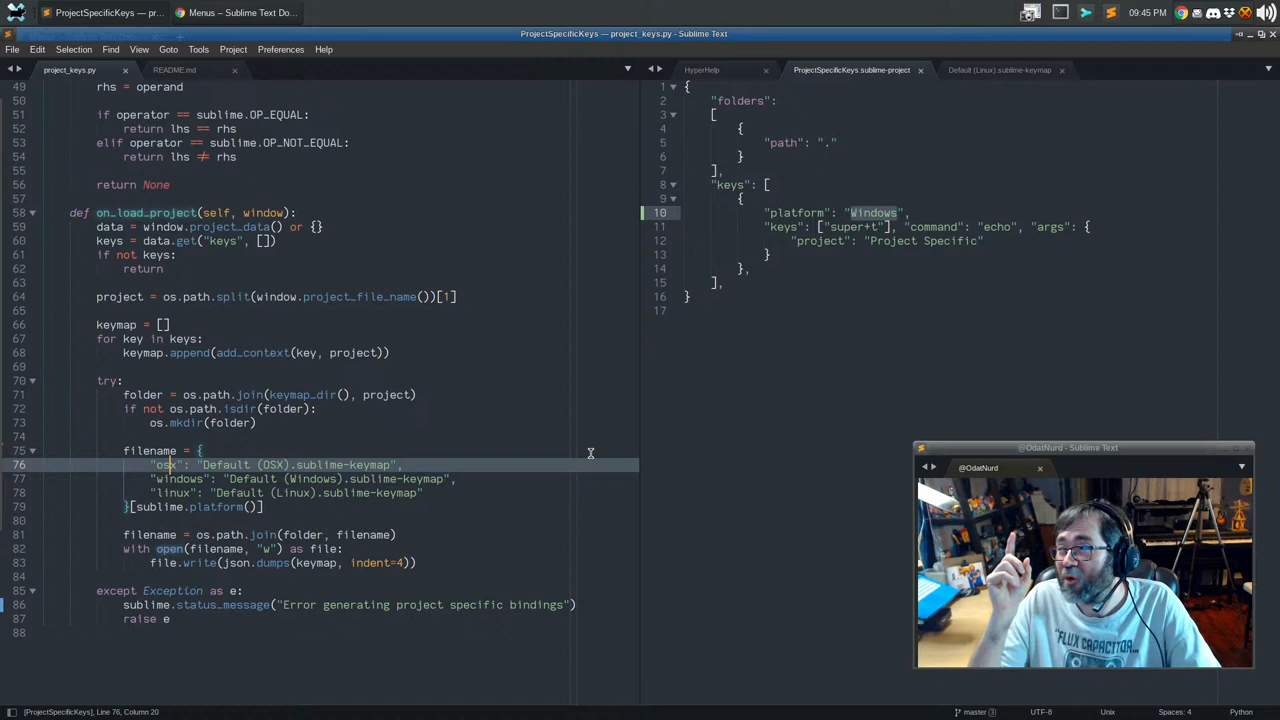 ProjectSpecificKeys — pr…
Menus – Sublime Text Do…
09:45 PM
ProjectSpecificKeys — project_keys.py - Sublime Text
File Edit Selection Find View Goto Tools Project Preferences Help
project_keys.py
README.md
49 rhs = operand
50
51 if operator == sublime.OP_EQUAL:
52 return lhs == rhs
53 elif operator == sublime.OP_NOT_EQUAL:
54 return lhs != rhs
55
56 return None
57
58 def on_load_project(self, window):
59 data = window.project_data() or {}
60 keys = data.get("keys", [])
61 if not keys:
62 return
63
64 project = os.path.split(window.project_file_name())[1]
65
66 keymap = []
67 for key in keys:
68 keymap.append(add_context(key, project))
69
70 try:
71 folder = os.path.join(keymap_dir(), project)
72 if not os.path.isdir(folder):
73 os.mkdir(folder)
74
75 filename = {
76 "osx": "Default (OSX).sublime-keymap",
77 "windows": "Default (Windows).sublime-keymap",
78 "linux": "Default (Linux).sublime-keymap"
79 }[sublime.platform()]
80
81 filename = os.path.join(folder, filename)
82 with open(filename, "w") as file:
83 file.write(json.dumps(keymap, indent=4))
84
85 except Exception as e:
86 sublime.status_message("Error generating project specific bindings")
87 raise e
88
HyperHelp
ProjectSpecificKeys.sublime-project
Default (Linux).sublime-keymap
1 {
2 "folders":
3 [
4 {
5 "path": "."
6 }
7 ],
8 "keys": [
9 {
10 "platform": "Windows",
11 "keys": ["super+t"], "command": "echo", "args": {
12 "project": "Project Specific"
13 }
14 },
15 ],
16 }
17
@OdatNurd - Sublime Text
@OdatNurd
"FLUX CAPACITOR
[ProjectSpecificKeys], Line 76, Column 20
master 3
UTF-8
Unix
Spaces: 4
Python